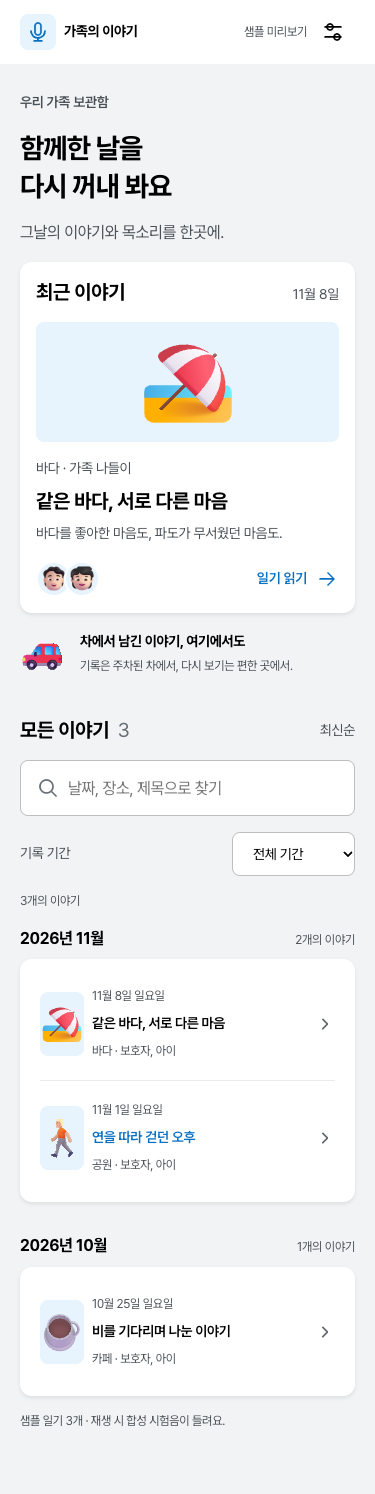 가족의 이야기
샘플 미리보기
우리 가족 보관함
함께한 날을
다시 꺼내 봐요
그날의 이야기와 목소리를 한곳에.
최근 이야기
11월 8일
바다 · 가족 나들이
같은 바다, 서로 다른 마음
바다를 좋아한 마음도, 파도가 무서웠던 마음도.
일기 읽기
차에서 남긴 이야기, 여기에서도
기록은 주차된 차에서, 다시 보기는 편한 곳에서.
모든 이야기 3
최신순
날짜, 장소, 제목으로 찾기
기록 기간
전체 기간
3개의 이야기
2026년 11월
2개의 이야기
11월 8일 일요일
같은 바다, 서로 다른 마음
바다 · 보호자, 아이
11월 1일 일요일
연을 따라 걷던 오후
공원 · 보호자, 아이
2026년 10월
1개의 이야기
10월 25일 일요일
비를 기다리며 나눈 이야기
카페 · 보호자, 아이
샘플 일기 3개 · 재생 시 합성 시험음이 들려요.